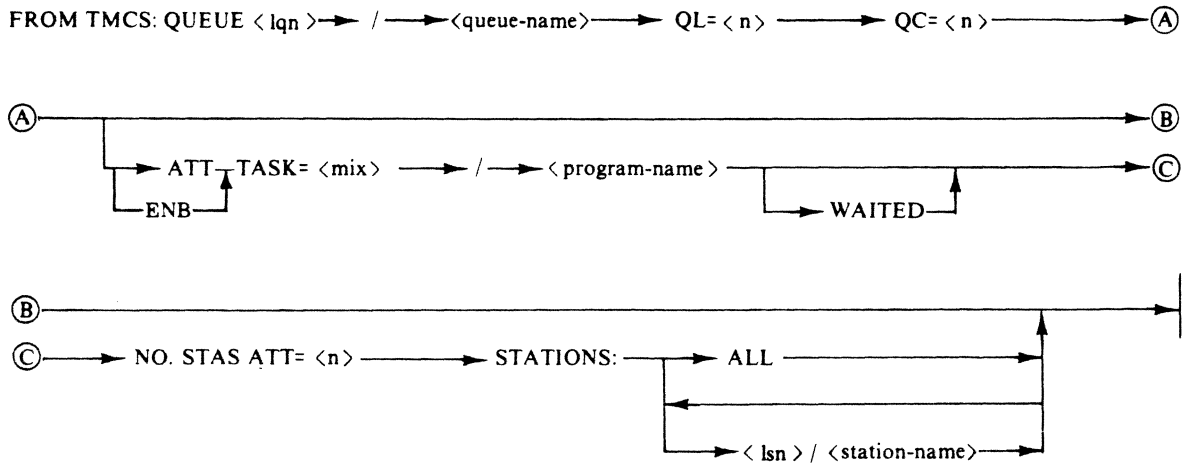 FROM TMCS: QUEUE <lqn> / <queue-name> QL= <n> QC= <n> A
A B
ATT TASK= <mix> / <program-name> C
ENB WAITED
B
C NO. STAS ATT= <n> STATIONS: ALL
<lsn> / <station-name>